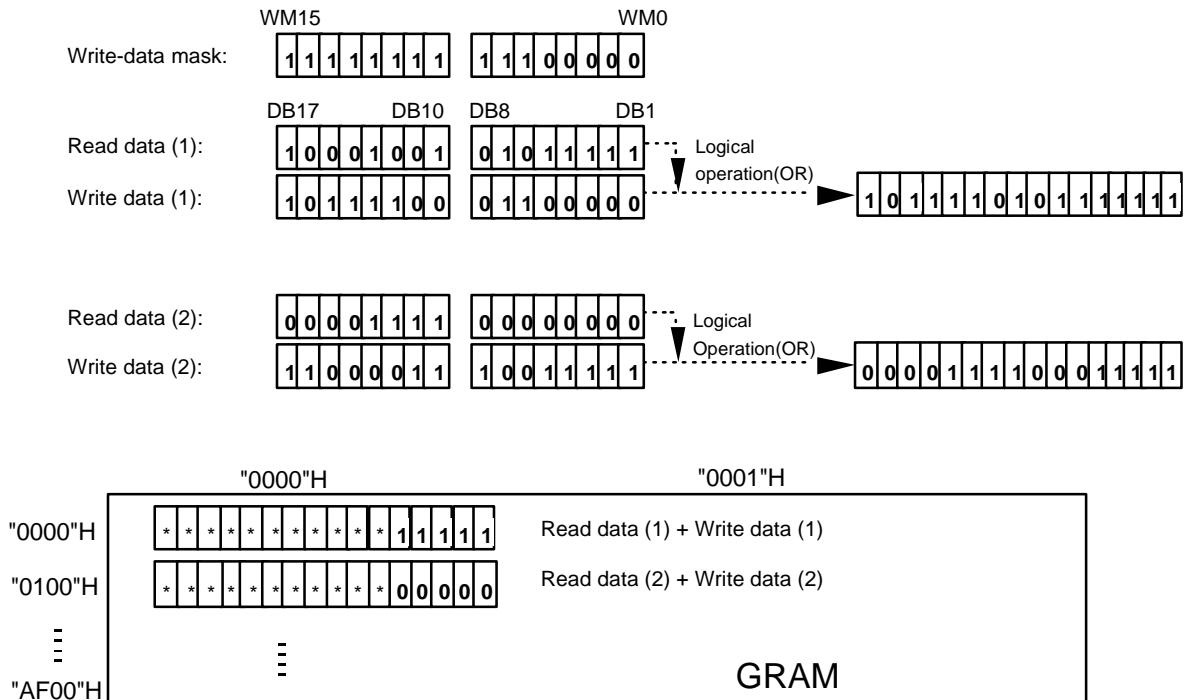 WM15 WM0
Write-data mask: 1 1 1 1 1 1 1 1 1 1 1 0 0 0 0 0
DB17 DB10 DB8 DB1
Read data (1): 1 0 0 0 1 0 0 1 0 1 0 1 1 1 1 1
Logical
operation(OR)
Write data (1): 1 0 1 1 1 1 0 0 0 1 1 0 0 0 0 0
1 0 1 1 1 1 0 1 0 1 1 1 1 1 1 1
Read data (2): 0 0 0 0 1 1 1 1 0 0 0 0 0 0 0 0
Logical
Operation(OR)
Write data (2): 1 1 0 0 0 0 1 1 1 0 0 1 1 1 1 1
0 0 0 0 1 1 1 1 0 0 0 1 1 1 1 1
"0000"H "0001"H
"0000"H * * * * * * * * * * * * 1 1 1 1 1 Read data (1) + Write data (1)
"0100"H * * * * * * * * * * * * 0 0 0 0 0 Read data (2) + Write data (2)
GRAM
"AF00"H